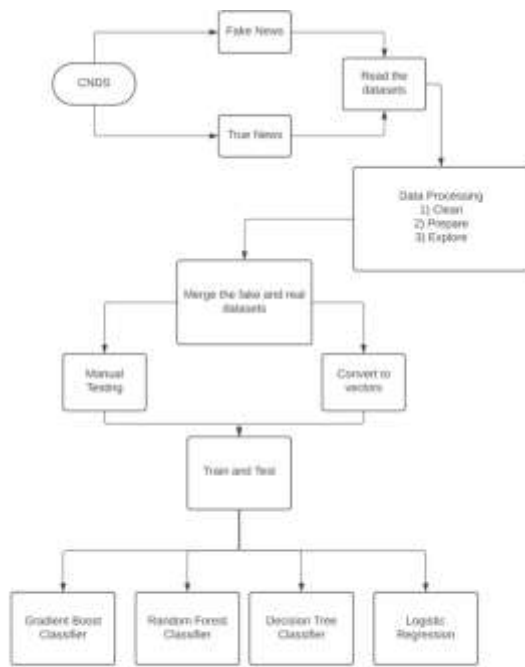 Fake News
CNDS
Read the
datasets
True News
Data Processing
1) Clean
2) Prepare
3) Explore
Merge the fake and real
datasets
Manual
Testing
Convert to
vectors
Train and Test
Gradient Boost
Classifier
Random Forest
Classifier
Decision Tree
Classifier
Logistic
Regression